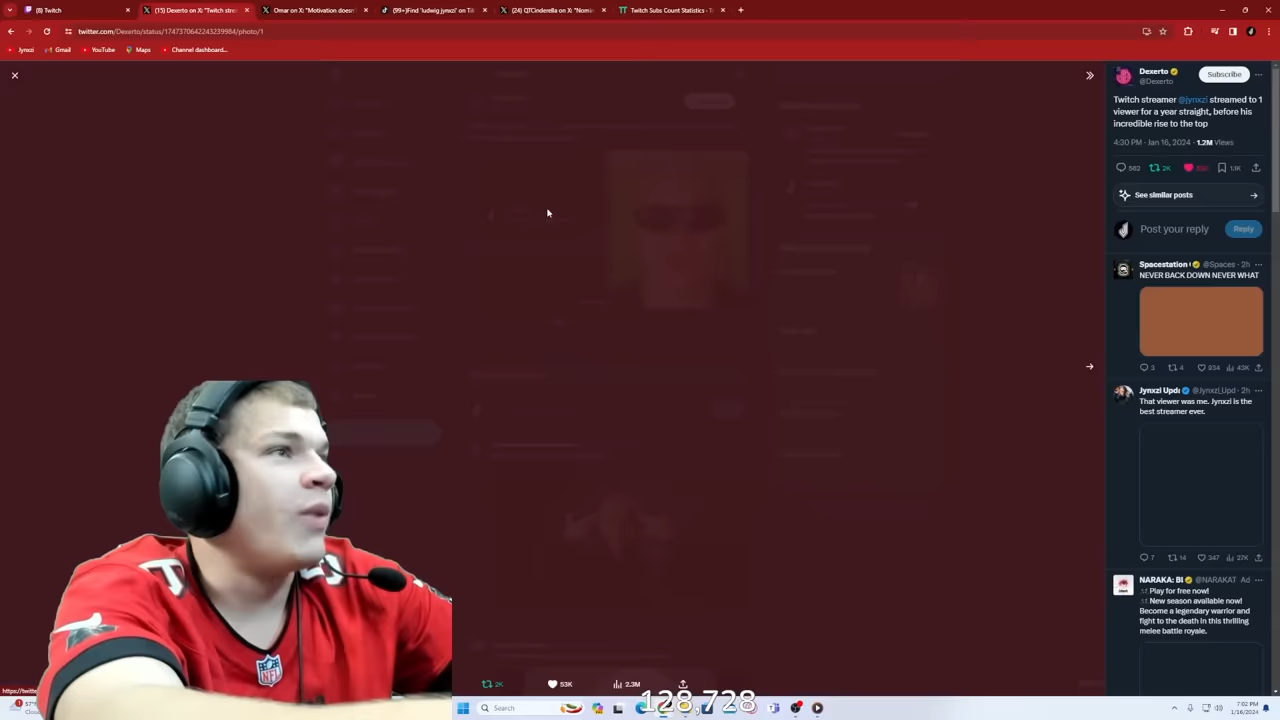 (8) Twitch
(15) Dexerto on X: "Twitch stre
Omar on X: "Motivation doesn'
(99+)Find 'ludwig jynxzi' on Tik
(24) QTCinderella on X: "Nomin
Twitch Subs Count Statistics - T
twitter.com/Dexerto/status/1747370642243239984/photo/1
Jynxzi
Gmail
YouTube
Maps
Channel dashboard...
Dexerto
@Dexerto
Subscribe
Twitch streamer @jynxzi streamed to 1
viewer for a year straight, before his
incredible rise to the top
4:30 PM · Jan 16, 2024 · 1.2M Views
562
2K
1.1K
See similar posts
Post your reply
Reply
Spacestation
@Spaces · 2h
NEVER BACK DOWN NEVER WHAT
3
4
934
43K
Jynxzi Upd
@Jynxzi_Upd · 2h
That viewer was me. Jynxzi is the
best streamer ever.
7
14
347
27K
NARAKA: Bl
@NARAKAT
Ad
Play for free now!
New season available now!
Become a legendary warrior and
fight to the death in this thrilling
melee battle royale.
NFL
2K
53K
2.3M
https://twitte
128,728
57°F
Search
7:02 PM
1/16/2024